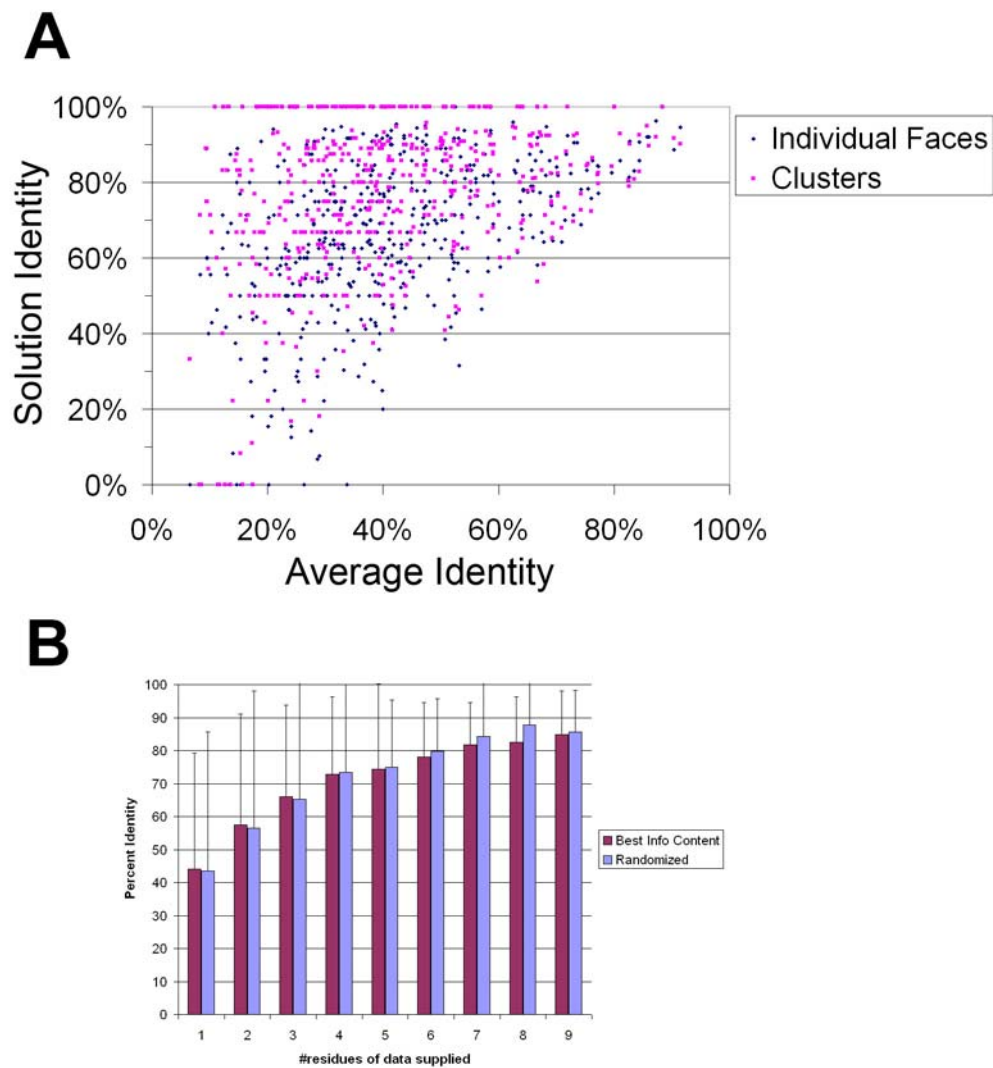 A
100%
80%
60%
40%
20%
0%
Solution Identity
0% 20% 40% 60% 80% 100%
Average Identity
Individual Faces
Clusters
B
100
90
80
70
60
50
40
30
20
10
0
Percent Identity
1 2 3 4 5 6 7 8 9
#residues of data supplied
Best Info Content
Randomized